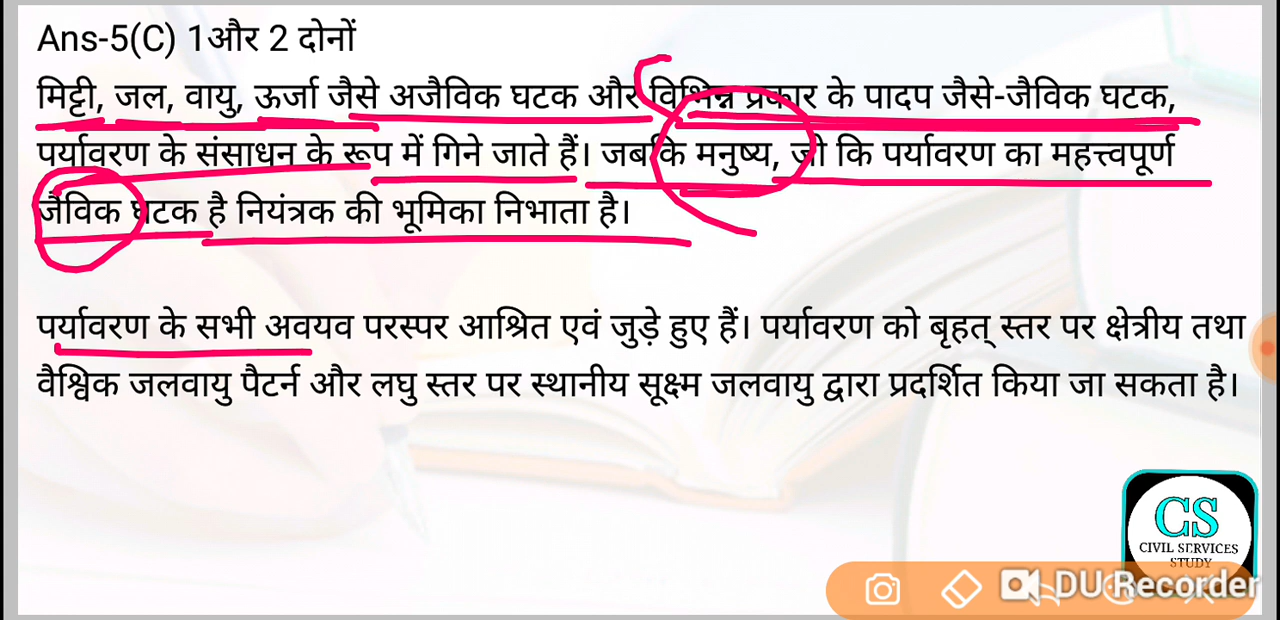 Ans-5(C) 1और 2 दोनों
मिट्टी, जल, वायु, ऊर्जा जैसे अजैविक घटक और विभिन्न प्रकार के पादप जैसे-जैविक घटक,
पर्यावरण के संसाधन के रूप में गिने जाते हैं। जबकि मनुष्य, जो कि पर्यावरण का महत्त्वपूर्ण
जैविक घटक है नियंत्रक की भूमिका निभाता है।
पर्यावरण के सभी अवयव परस्पर आश्रित एवं जुड़े हुए हैं। पर्यावरण को बृहत् स्तर पर क्षेत्रीय तथा
वैश्विक जलवायु पैटर्न और लघु स्तर पर स्थानीय सूक्ष्म जलवायु द्वारा प्रदर्शित किया जा सकता है।
CS
CIVIL SERVICES
STUDY
DU Recorder